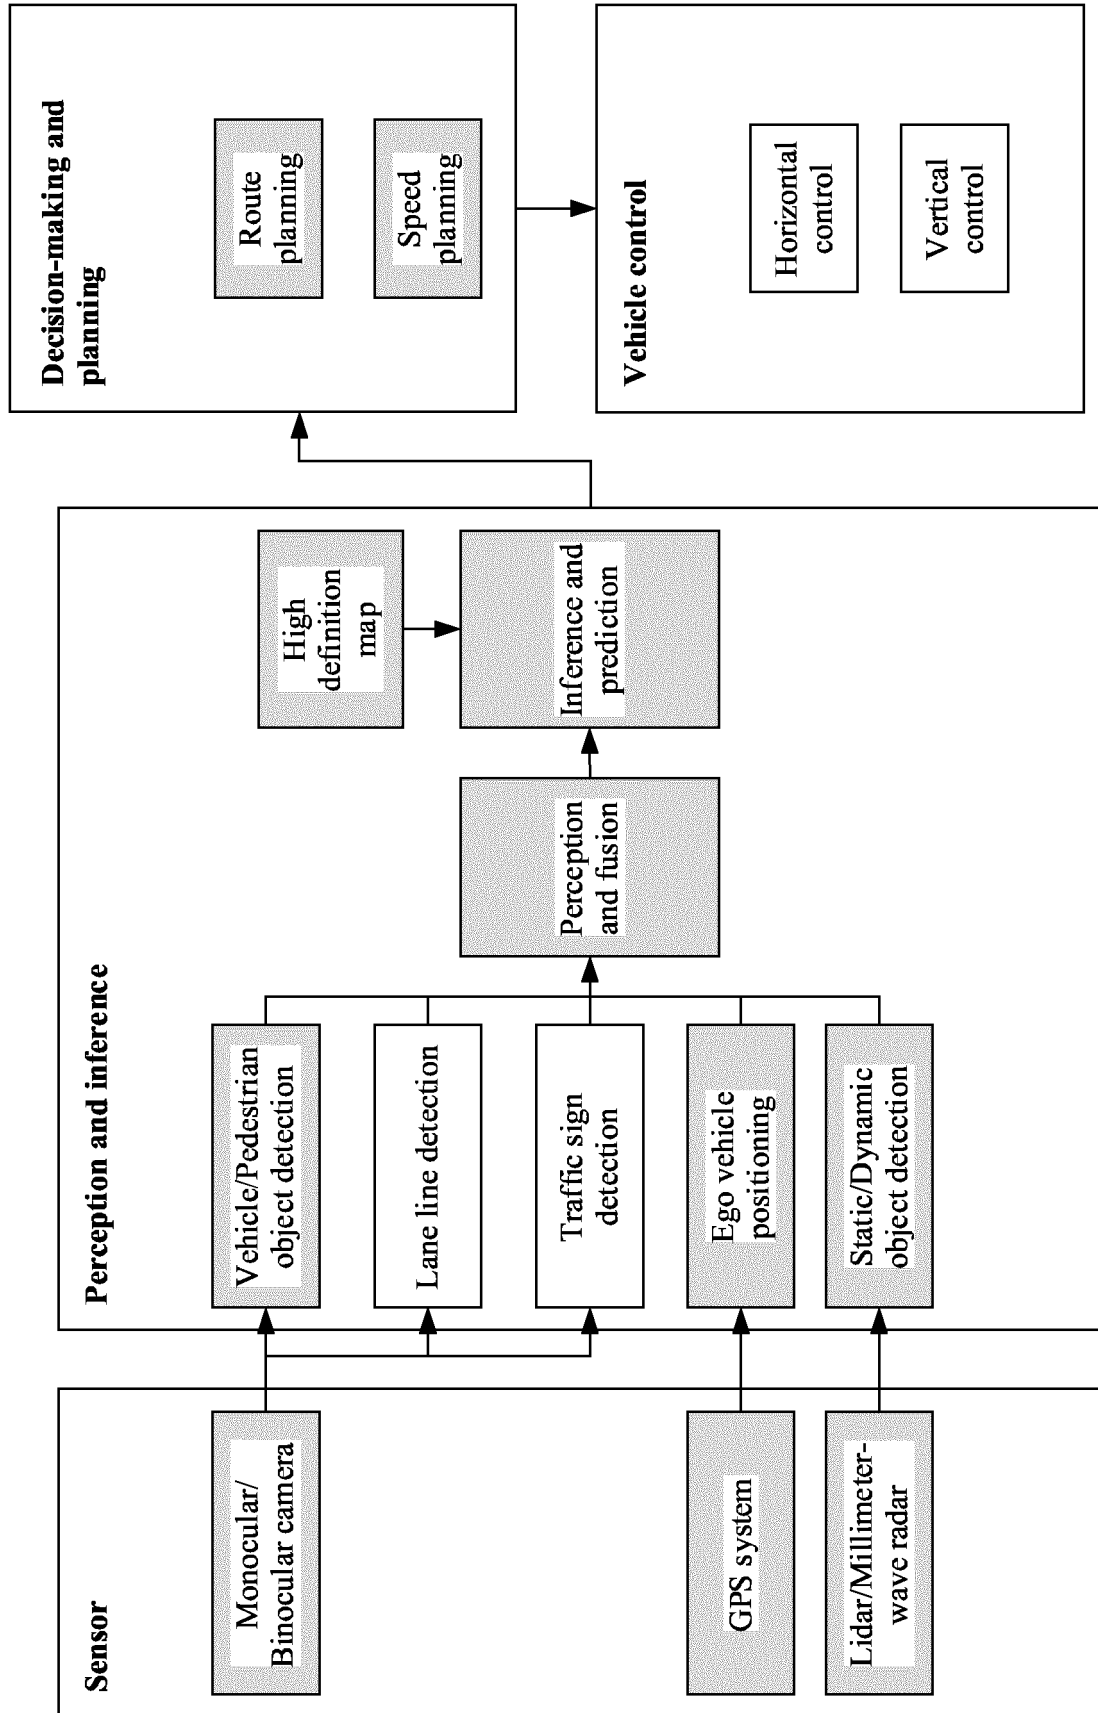 Sensor
Monocular/
Binocular camera
GPS system
Lidar/Millimeter-
wave radar
Perception and inference
Vehicle/Pedestrian
object detection
Lane line detection
Traffic sign
detection
Ego vehicle
positioning
Static/Dynamic
object detection
Perception
and fusion
High
definition
map
Inference and
prediction
Decision-making and
planning
Route
planning
Speed
planning
Vehicle control
Horizontal
control
Vertical
control